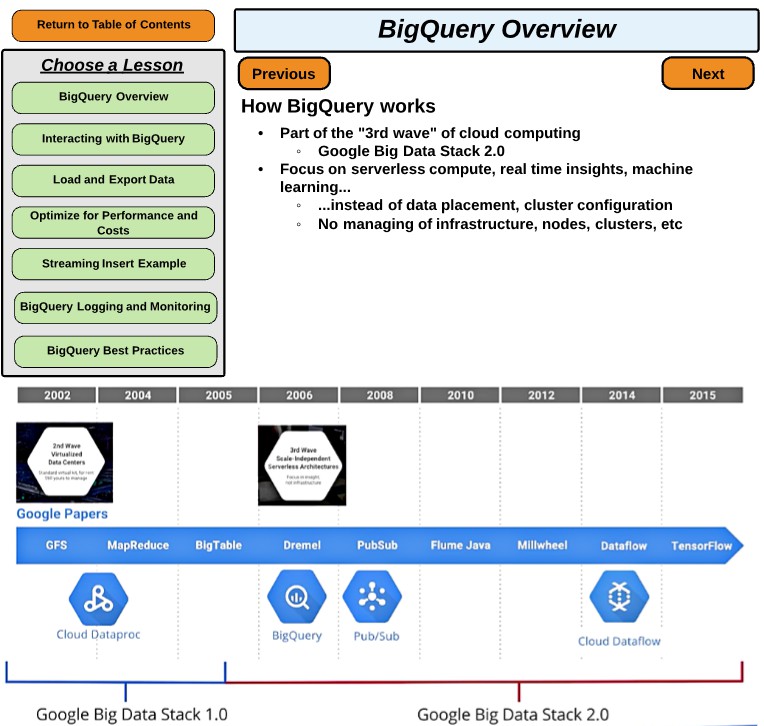 Return to Table of Contents
BigQuery Overview
Choose a Lesson
Previous
Next
BigQuery Overview
Interacting with BigQuery
Load and Export Data
Optimize for Performance and
Costs
Streaming Insert Example
BigQuery Logging and Monitoring
BigQuery Best Practices
How BigQuery works
• Part of the "3rd wave" of cloud computing
◦ Google Big Data Stack 2.0
• Focus on serverless compute, real time insights, machine
learning...
◦ ...instead of data placement, cluster configuration
◦ No managing of infrastructure, nodes, clusters, etc
2002 2004 2005 2006 2008 2010 2012 2014 2015
2nd Wave
Virtualized
Data Centers
Standard virtual kit, for rent
Still yours to manage
3rd Wave
Scale-Independent
Serverless Architectures
Focus on insight,
not infrastructure
Google Papers
GFS MapReduce BigTable Dremel PubSub Flume Java Millwheel Dataflow TensorFlow
Cloud Dataproc BigQuery Pub/Sub Cloud Dataflow
Google Big Data Stack 1.0 Google Big Data Stack 2.0